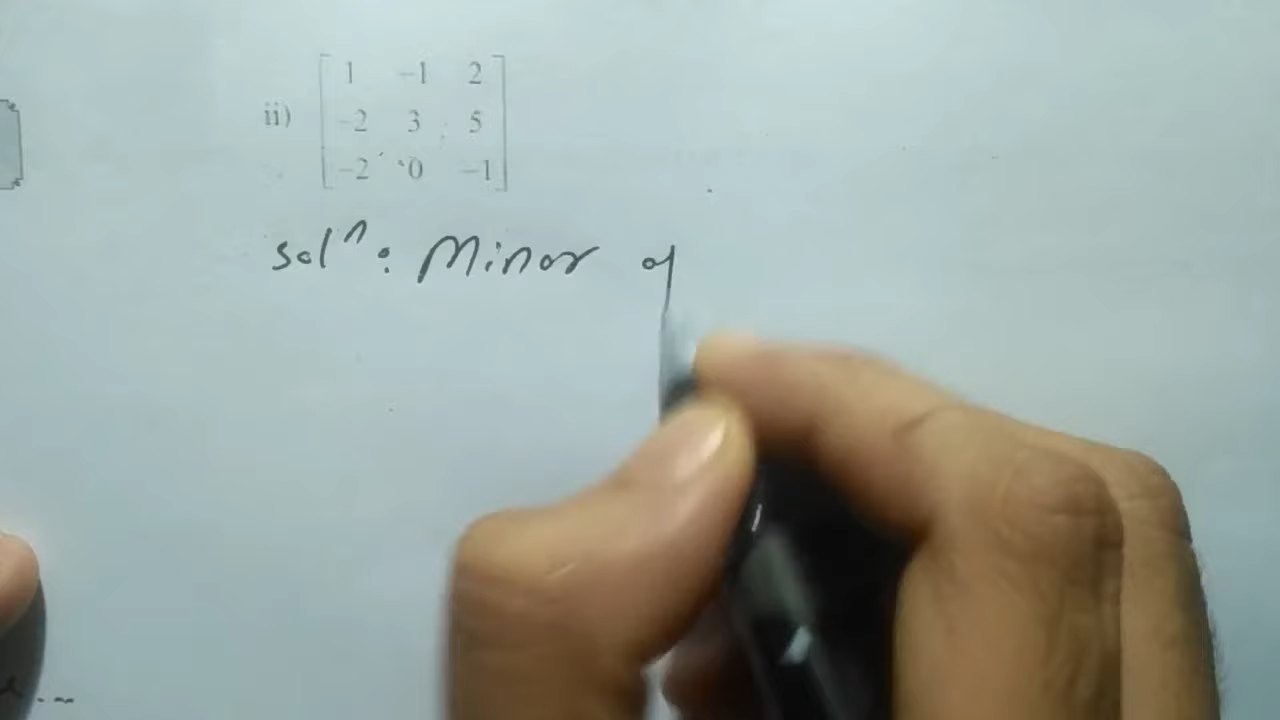 ii) [ 1 -1 2
-2 3 5
-2 0 -1 ]
solⁿ: Minor of